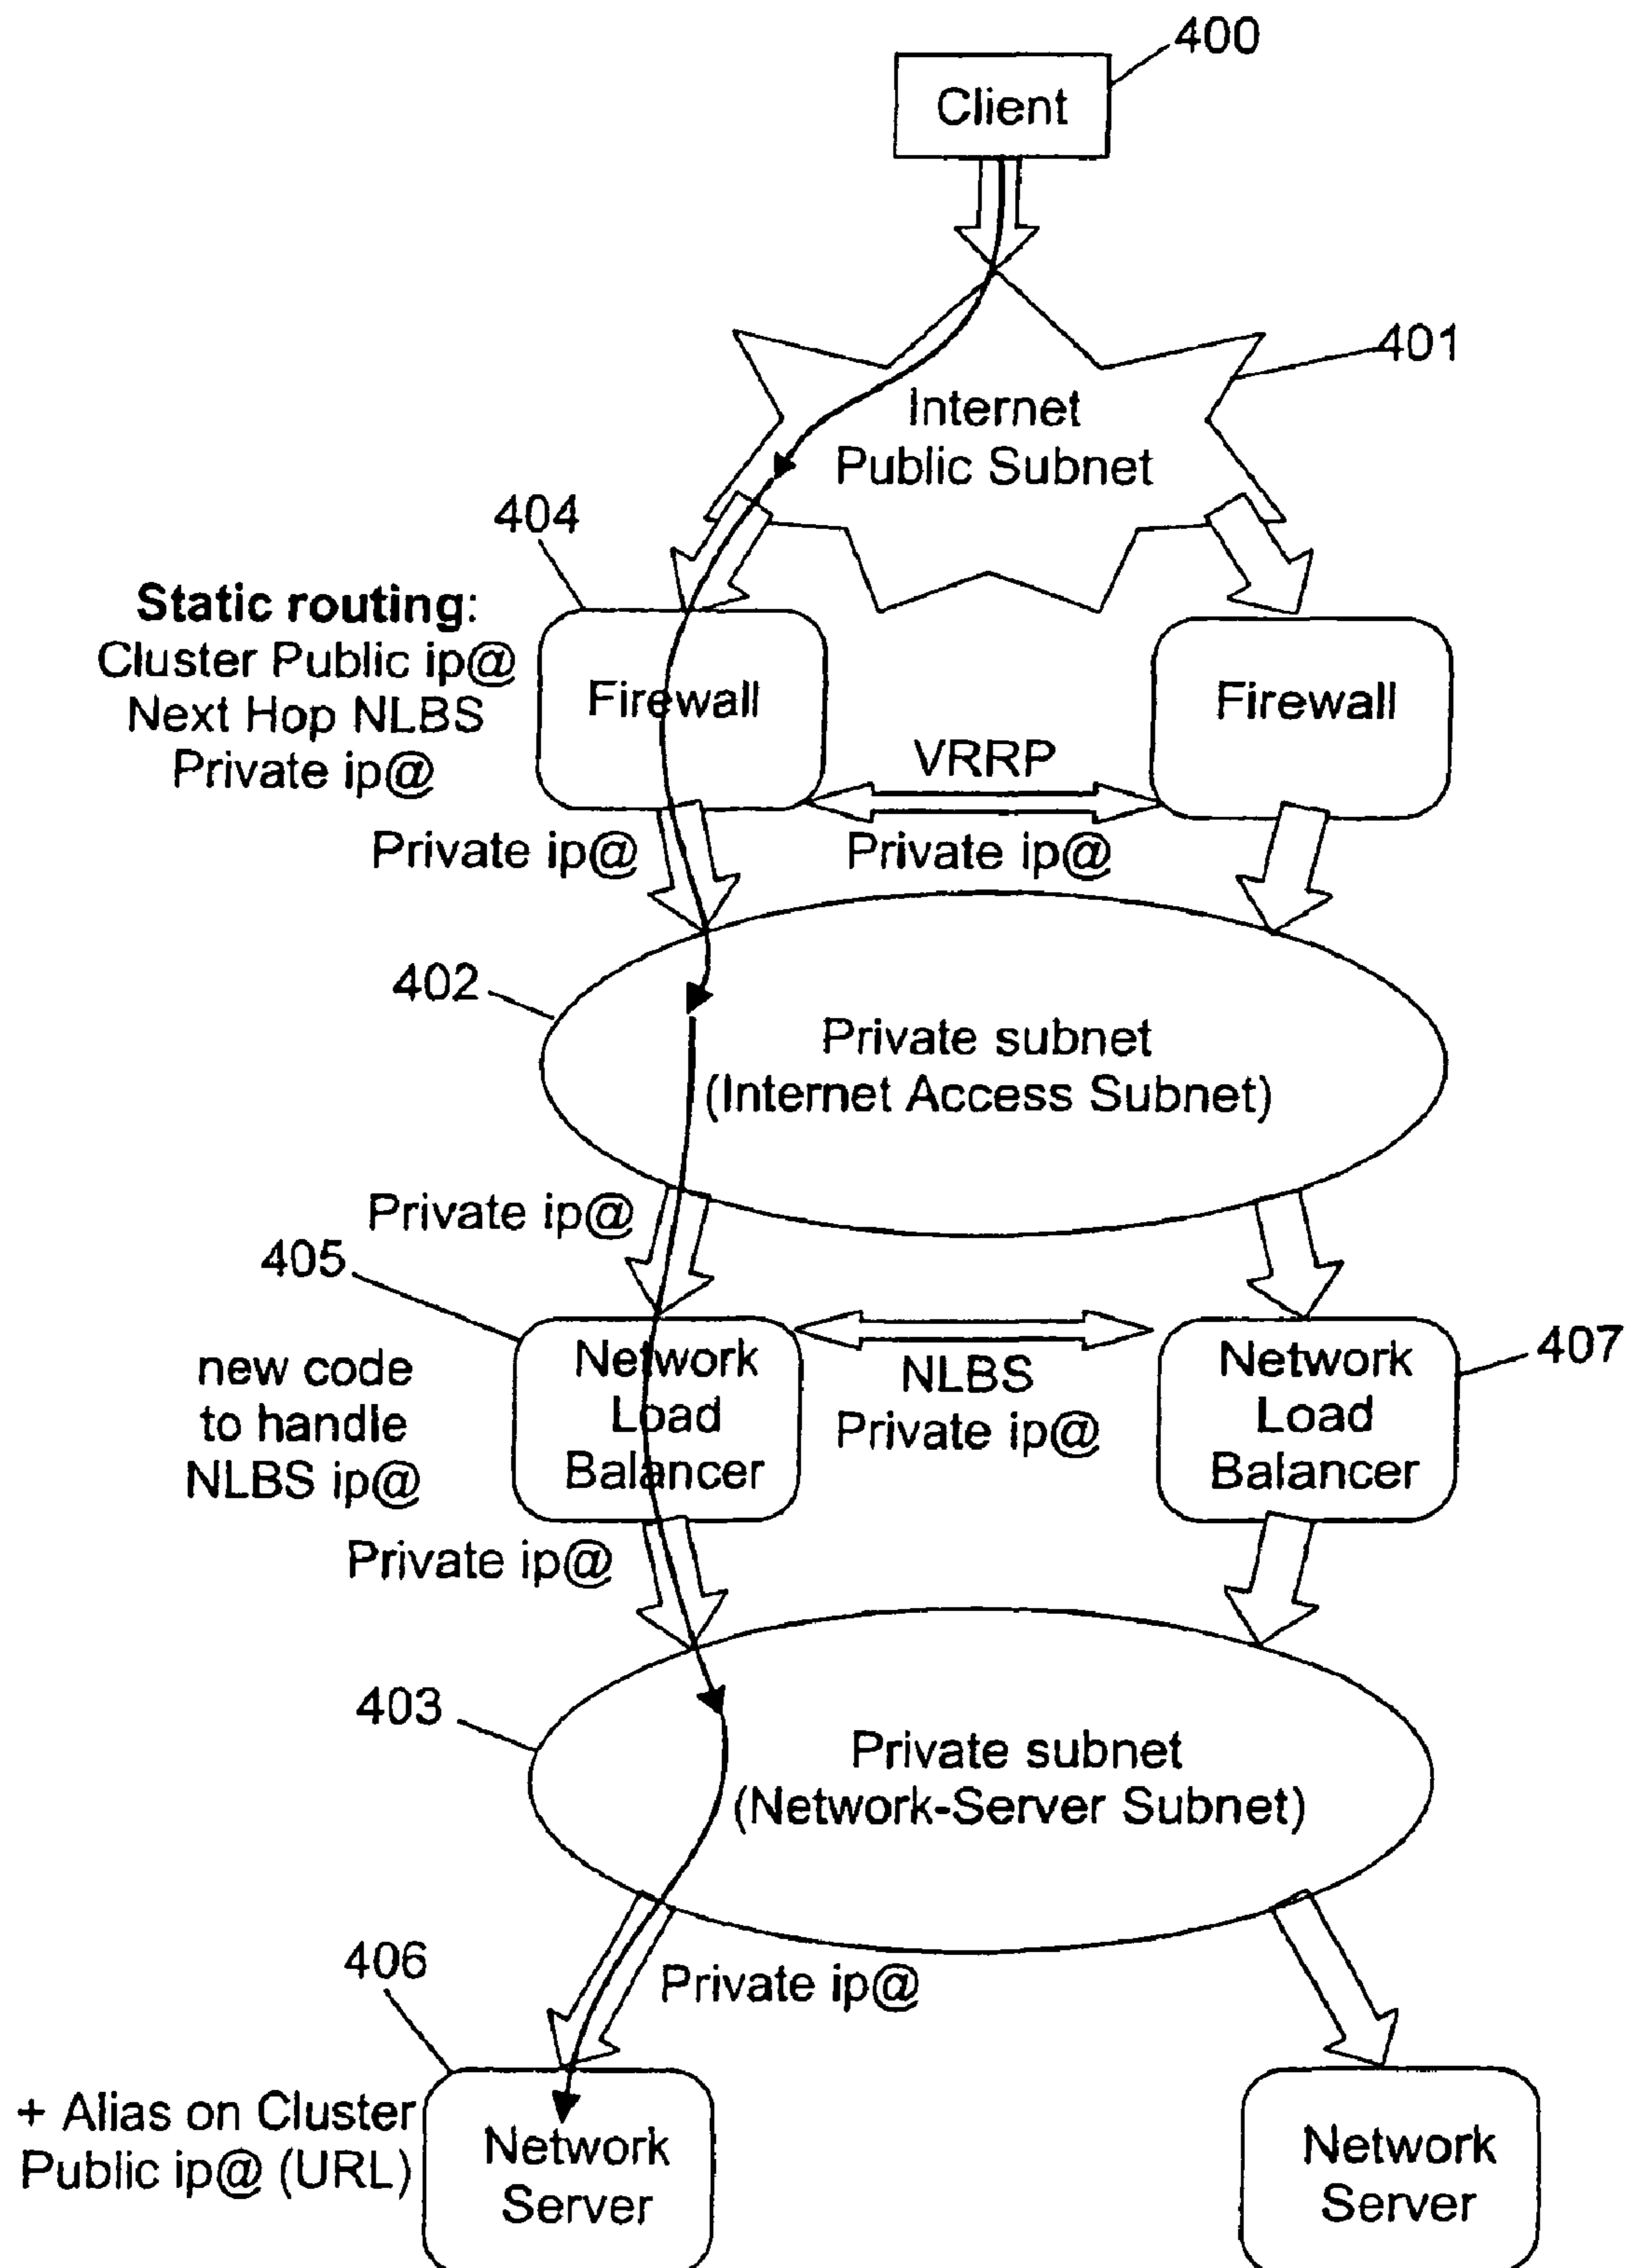 400
Client
401
Internet
Public Subnet
404
Static routing:
Cluster Public ip@
Next Hop NLBS
Private ip@
Firewall
Firewall
VRRP
Private ip@
Private ip@
402
Private subnet
(Internet Access Subnet)
Private ip@
405
new code
to handle
NLBS ip@
Network
Load
Balancer
NLBS
Private ip@
Network
Load
Balancer
407
Private ip@
403
Private subnet
(Network-Server Subnet)
406
Private ip@
+ Alias on Cluster
Public ip@ (URL)
Network
Server
Network
Server